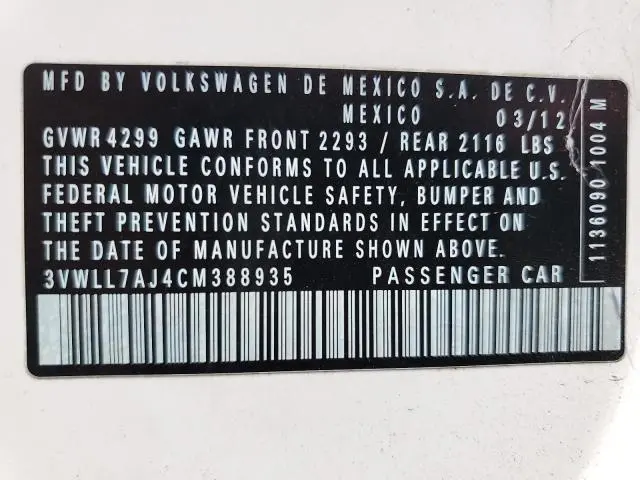 MFD BY VOLKSWAGEN DE MEXICO S.A. DE C.V.
MEXICO 03/12
GVWR 4299 GAWR FRONT 2293 / REAR 2116 LBS
THIS VEHICLE CONFORMS TO ALL APPLICABLE U.S.
FEDERAL MOTOR VEHICLE SAFETY, BUMPER AND
THEFT PREVENTION STANDARDS IN EFFECT ON
THE DATE OF MANUFACTURE SHOWN ABOVE.
3VWLL7AJ4CM388935 PASSENGER CAR
1136090 1004 M